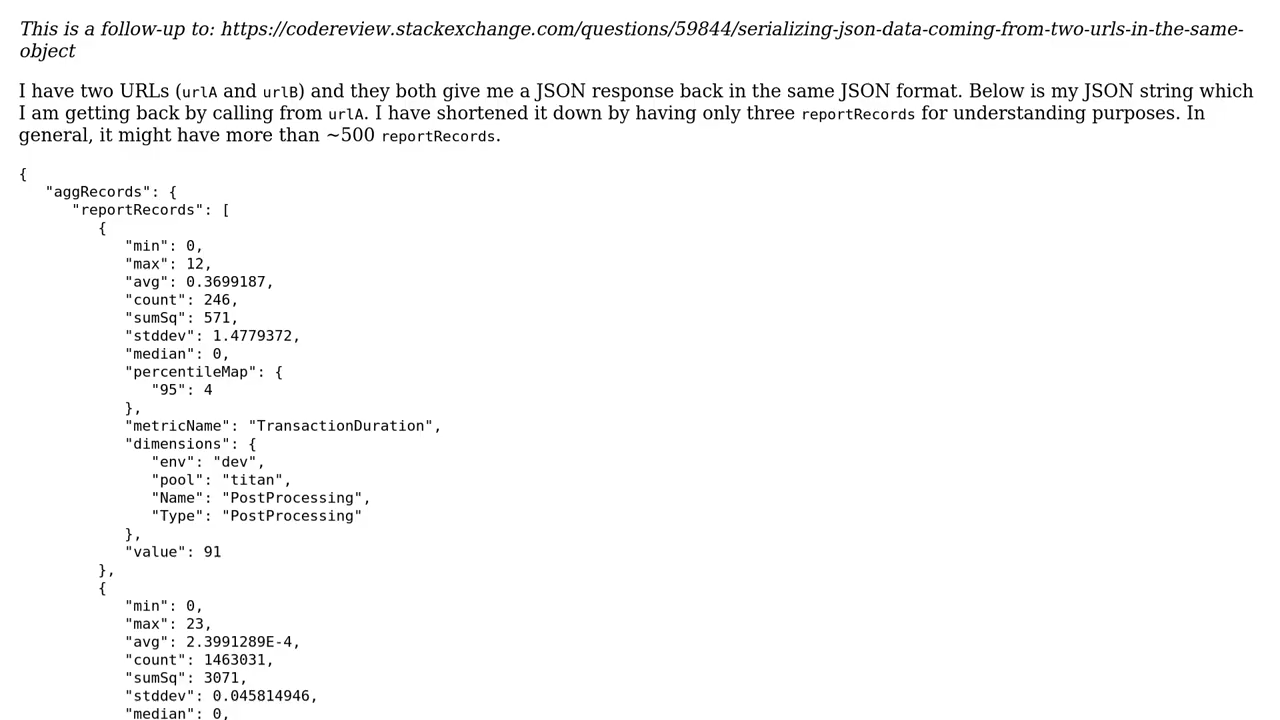 This is a follow-up to: https://codereview.stackexchange.com/questions/59844/serializing-json-data-coming-from-two-urls-in-the-same-
object
I have two URLs (urlA and urlB) and they both give me a JSON response back in the same JSON format. Below is my JSON string which
I am getting back by calling from urlA. I have shortened it down by having only three reportRecords for understanding purposes. In
general, it might have more than ~500 reportRecords.
{
   "aggRecords": {
      "reportRecords": [
         {
            "min": 0,
            "max": 12,
            "avg": 0.3699187,
            "count": 246,
            "sumSq": 571,
            "stddev": 1.4779372,
            "median": 0,
            "percentileMap": {
               "95": 4
            },
            "metricName": "TransactionDuration",
            "dimensions": {
               "env": "dev",
               "pool": "titan",
               "Name": "PostProcessing",
               "Type": "PostProcessing"
            },
            "value": 91
         },
         {
            "min": 0,
            "max": 23,
            "avg": 2.3991289E-4,
            "count": 1463031,
            "sumSq": 3071,
            "stddev": 0.045814946,
            "median": 0,